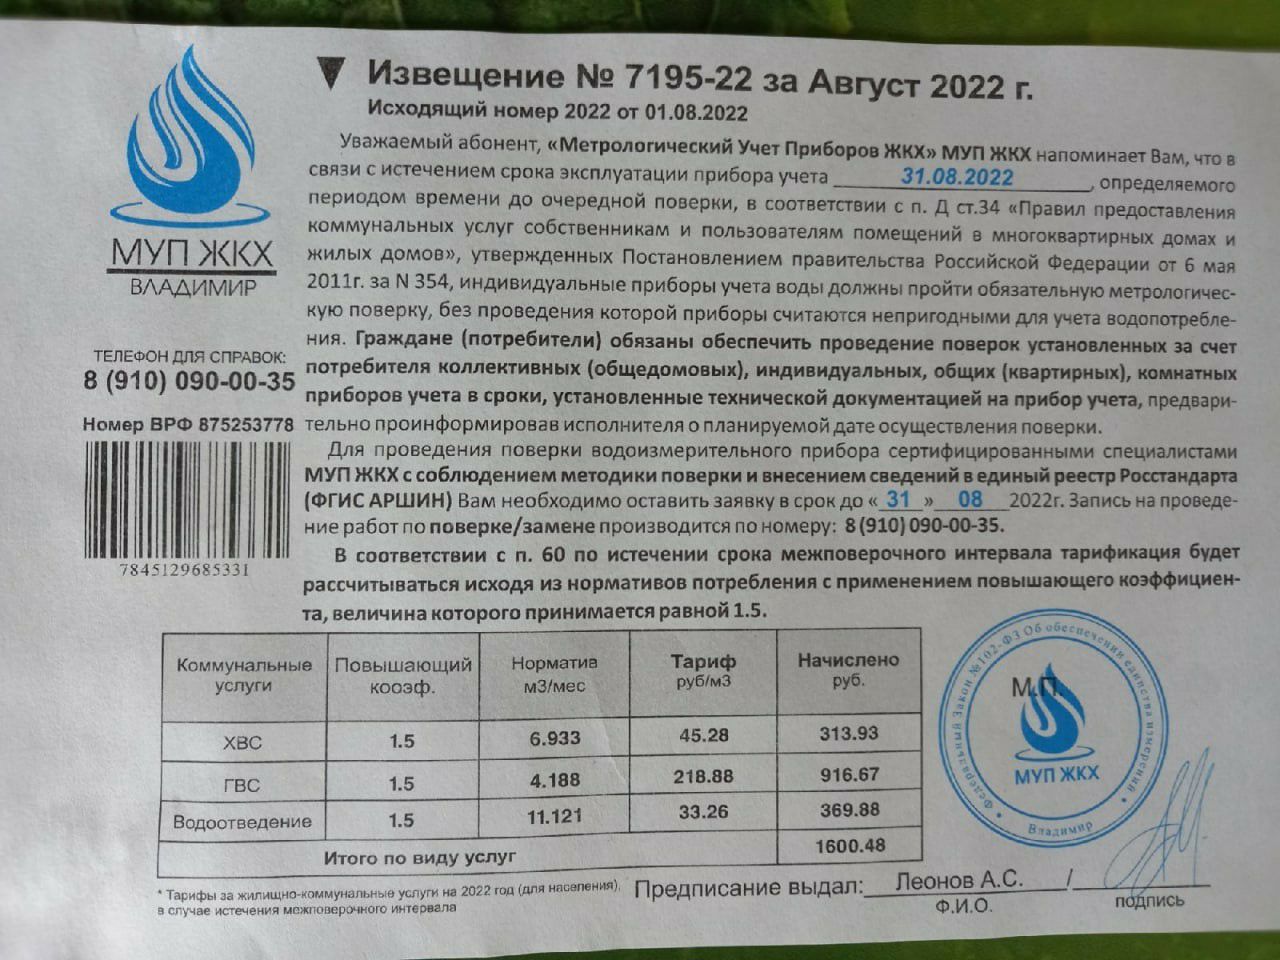 Извещение № 7195-22 за Август 2022 г.
Исходящий номер 2022 от 01.08.2022
Уважаемый абонент, «Метрологический Учет Приборов ЖКХ» МУП ЖКХ напоминает Вам, что в
связи с истечением срока эксплуатации прибора учета 31.08.2022, определяемого
периодом времени до очередной поверки, в соответствии с п. Д ст.34 «Правил предоставления
коммунальных услуг собственникам и пользователям помещений в многоквартирных домах и
жилых домов», утвержденных Постановлением правительства Российской Федерации от 6 мая
2011г. за N 354, индивидуальные приборы учета воды должны пройти обязательную метрологичес-
кую поверку, без проведения которой приборы считаются непригодными для учета водопотребле-
ния. Граждане (потребители) обязаны обеспечить проведение поверок установленных за счет
потребителя коллективных (общедомовых), индивидуальных, общих (квартирных), комнатных
приборов учета в сроки, установленные технической документацией на прибор учета, предвари-
тельно проинформировав исполнителя о планируемой дате осуществления поверки.
Для проведения поверки водоизмерительного прибора сертифицированными специалистами
МУП ЖКХ с соблюдением методики поверки и внесением сведений в единый реестр Росстандарта
(ФГИС АРШИН) Вам необходимо оставить заявку в срок до «31» 08 2022г. Запись на проведе-
ние работ по поверке/замене производится по номеру: 8 (910) 090-00-35.
В соответствии с п. 60 по истечении срока межповерочного интервала тарификация будет
рассчитываться исходя из нормативов потребления с применением повышающего коэффициен-
та, величина которого принимается равной 1.5.
МУП ЖКХ
ВЛАДИМИР
ТЕЛЕФОН ДЛЯ СПРАВОК:
8 (910) 090-00-35
Номер ВРФ 875253778
7845129685331
Коммунальные услуги Повышающий кооэф. Норматив м3/мес Тариф руб/м3 Начислено руб.
ХВС 1.5 6.933 45.28 313.93
ГВС 1.5 4.188 218.88 916.67
Водоотведение 1.5 11.121 33.26 369.88
Итого по виду услуг 1600.48
* Тарифы за жилищно-коммунальные услуги на 2022 год (для населения),
в случае истечения межповерочного интервала
Предписание выдал: Леонов А.С. /
Ф.И.О. подпись
М.П.
Федеральный Закон №102-ФЗ Об обеспечении единства измерений
МУП ЖКХ
Владимир